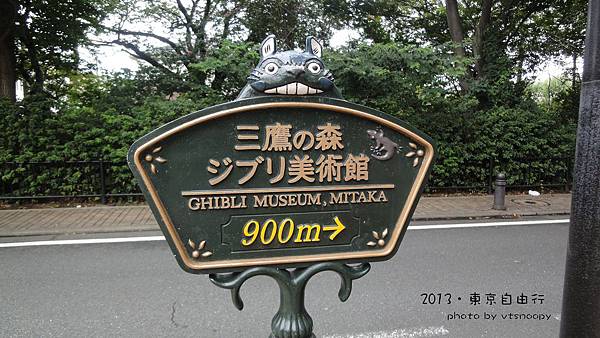 三鷹の森
ジブリ美術館
GHIBLI MUSEUM, MITAKA
900m→
2013・東京自由行
photo by vtsnoopy